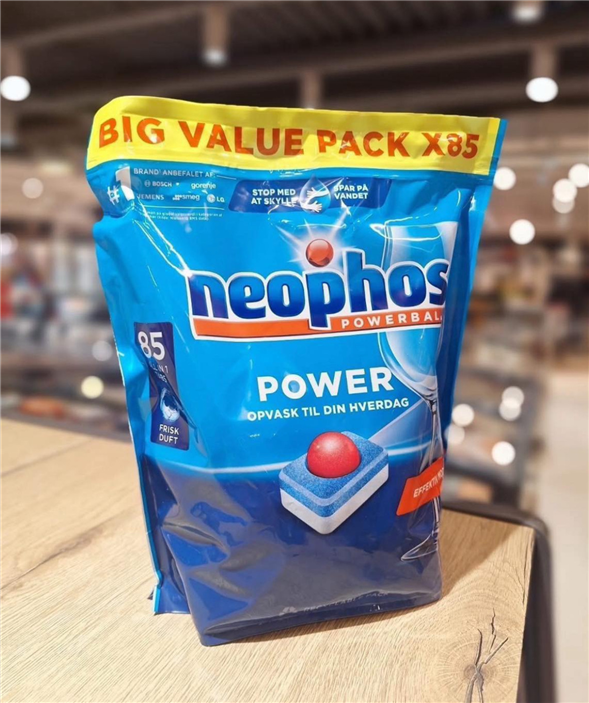 BIG VALUE PACK X85
#1 BRAND! ANBEFALET AF:
BOSCH gorenje
SIEMENS smeg LG
STOP MED AT SKYLLE
SPAR PÅ VANDET
neophos
POWERBAL
85
FRISK DUFT
POWER
OPVASK TIL DIN HVERDAG